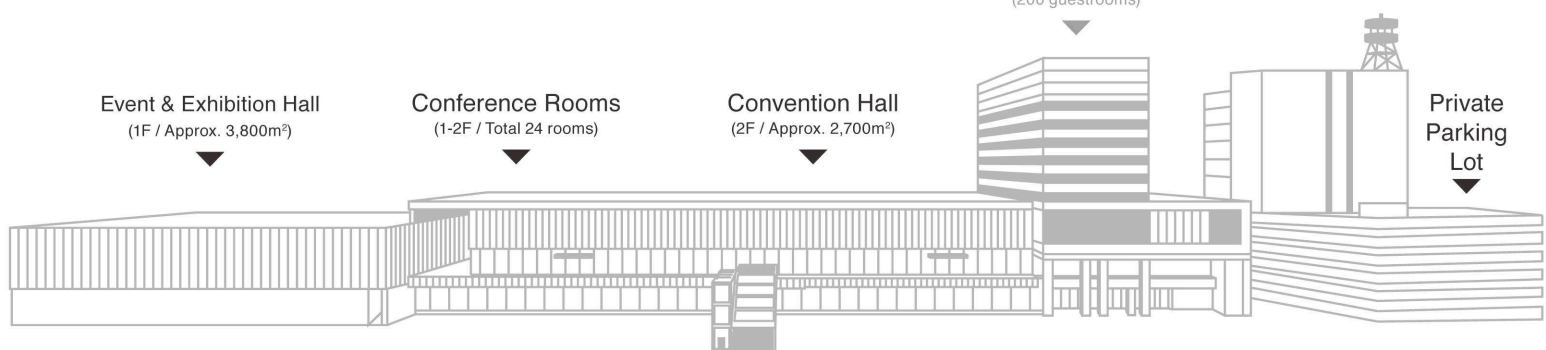 (200 guestrooms)
Event & Exhibition Hall
(1F / Approx. 3,800m²)
Conference Rooms
(1-2F / Total 24 rooms)
Convention Hall
(2F / Approx. 2,700m²)
Private
Parking
Lot